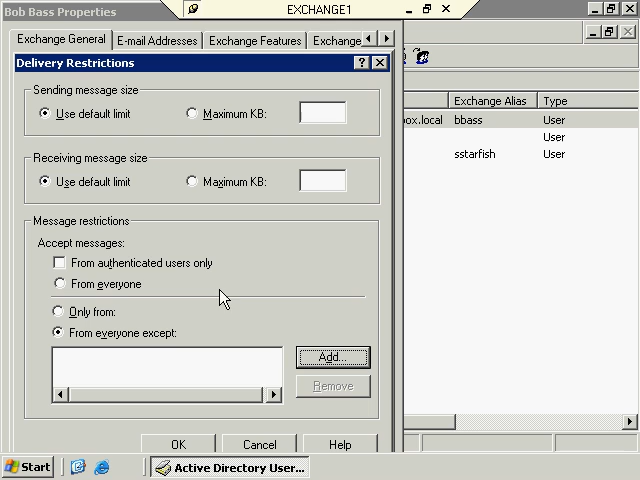 Bob Bass Properties
EXCHANGE1
Exchange General
E-mail Addresses
Exchange Features
Exchange
Delivery Restrictions
Sending message size
Use default limit
Maximum KB:
Receiving message size
Use default limit
Maximum KB:
Message restrictions
Accept messages:
From authenticated users only
From everyone
Only from:
From everyone except:
Add...
Remove
OK
Cancel
Help
Exchange Alias
Type
ox.local
bbass
User
User
sstarfish
User
Start
Active Directory User...